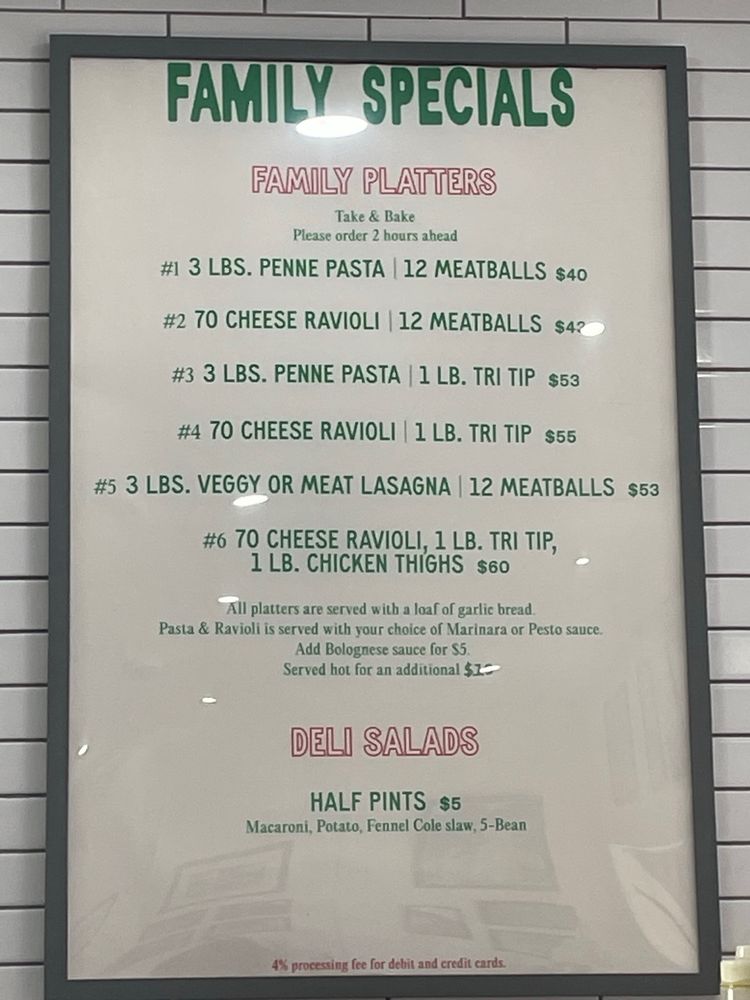 FAMILY SPECIALS
FAMILY PLATTERS
Take & Bake
Please order 2 hours ahead
#1 3 LBS. PENNE PASTA | 12 MEATBALLS $40
#2 70 CHEESE RAVIOLI | 12 MEATBALLS
#3 3 LBS. PENNE PASTA | 1 LB. TRI TIP $53
#4 70 CHEESE RAVIOLI | 1 LB. TRI TIP $55
#5 3 LBS. VEGGY OR MEAT LASAGNA | 12 MEATBALLS $53
#6 70 CHEESE RAVIOLI, 1 LB. TRI TIP,
1 LB. CHICKEN THIGHS $60
All platters are served with a loaf of garlic bread.
Pasta & Ravioli is served with your choice of Marinara or Pesto sauce.
Add Bolognese sauce for $5.
Served hot for an additional
DELI SALADS
HALF PINTS $5
Macaroni, Potato, Fennel Cole slaw, 5-Bean
4% processing fee for debit and credit cards.